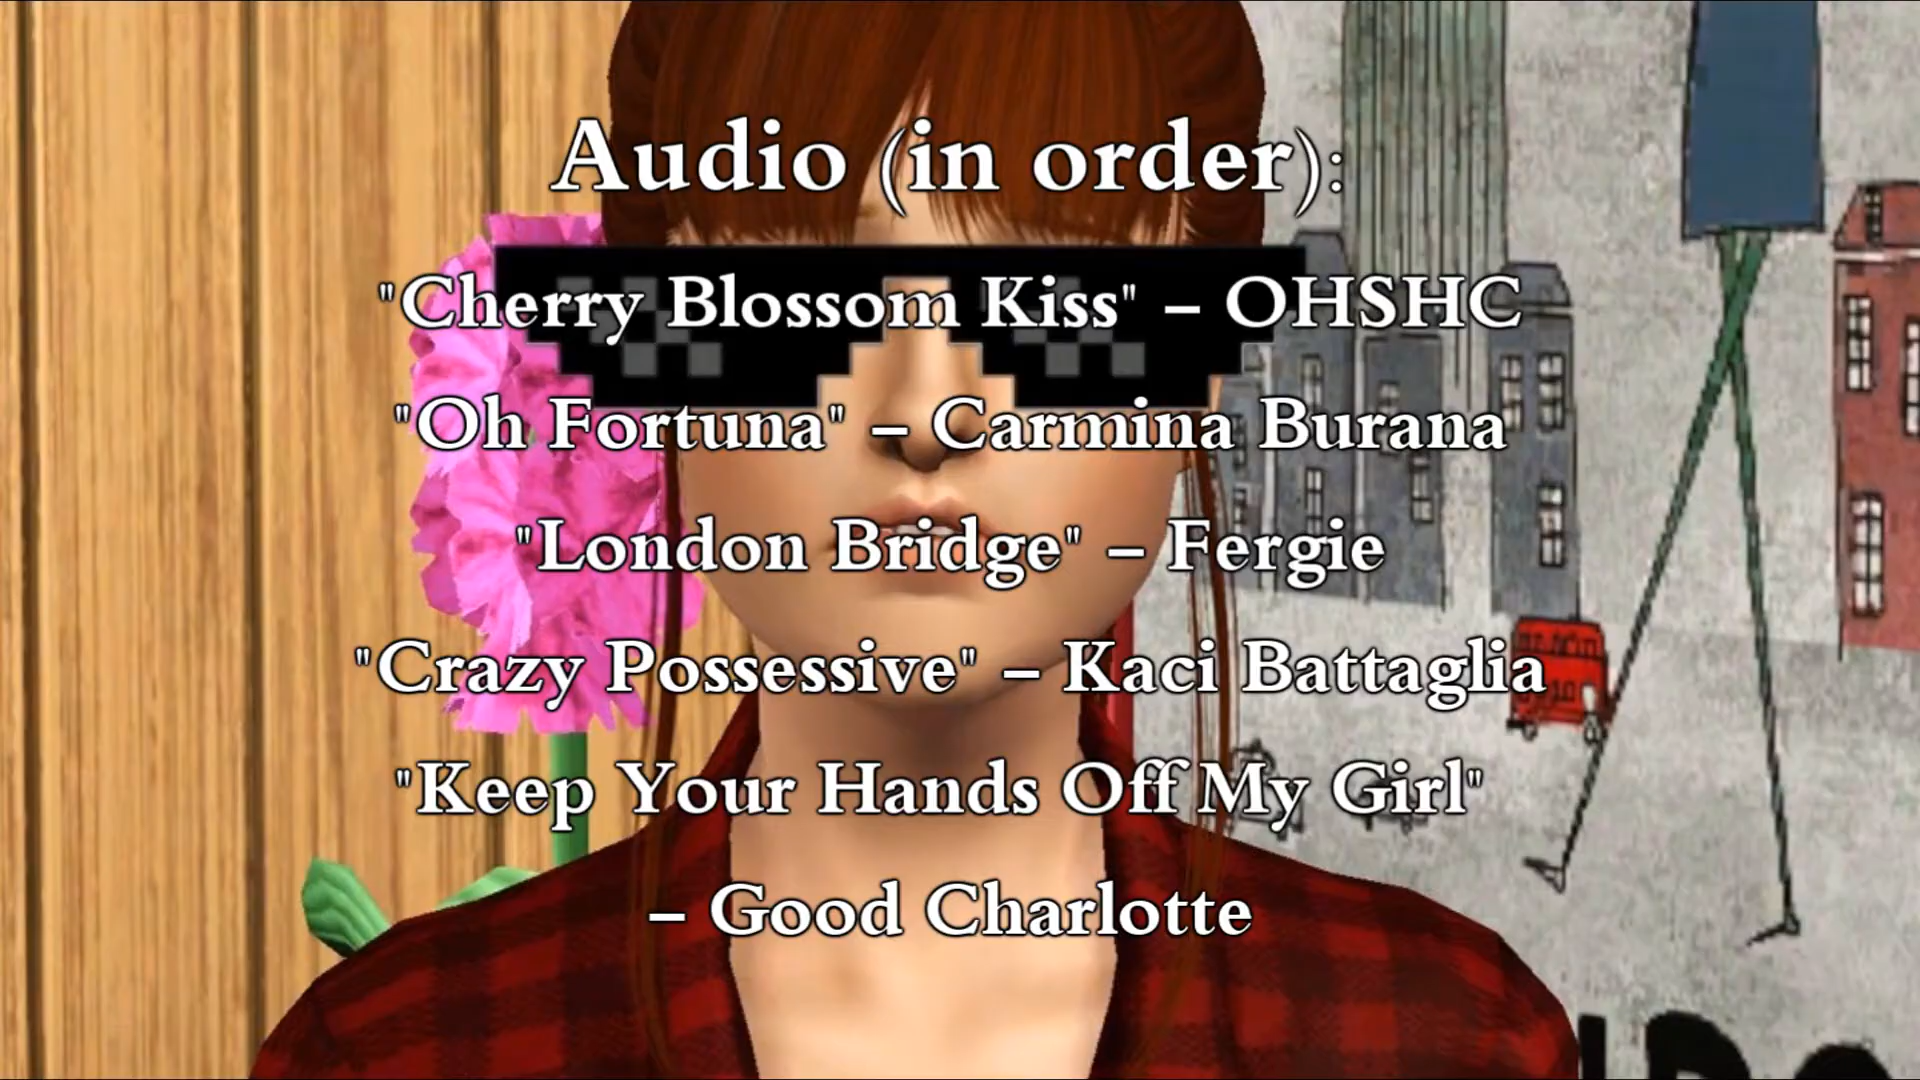 Audio (in order):
"Cherry Blossom Kiss" – OHSHC
"Oh Fortuna" – Carmina Burana
"London Bridge" – Fergie
"Crazy Possessive" – Kaci Battaglia
"Keep Your Hands Off My Girl"
– Good Charlotte